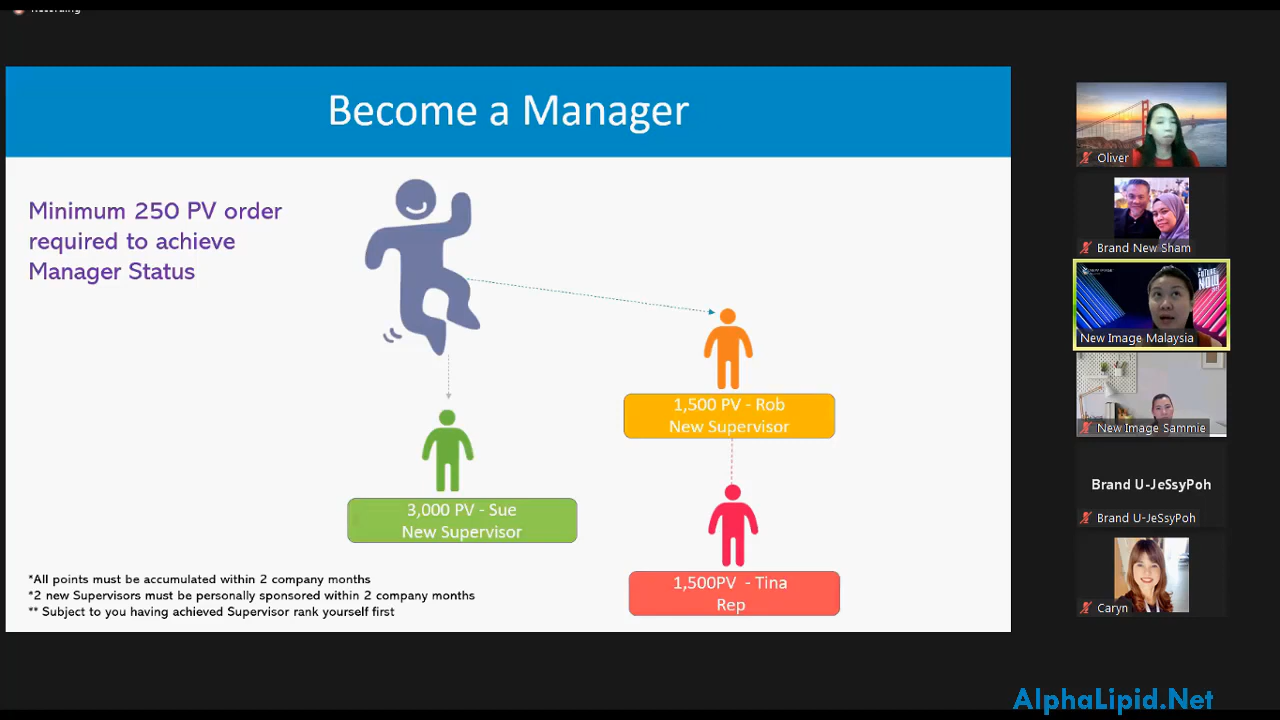 Recording
Become a Manager
Minimum 250 PV order
required to achieve
Manager Status
1,500 PV - Rob
New Supervisor
3,000 PV - Sue
New Supervisor
1,500PV - Tina
Rep
*All points must be accumulated within 2 company months
*2 new Supervisors must be personally sponsored within 2 company months
** Subject to you having achieved Supervisor rank yourself first
Oliver
Brand New Sham
FUTURE
NOW
New Image Malaysia
New Image Sammie
Brand U-JeSsyPoh
Brand U-JeSsyPoh
Caryn
AlphaLipid.Net